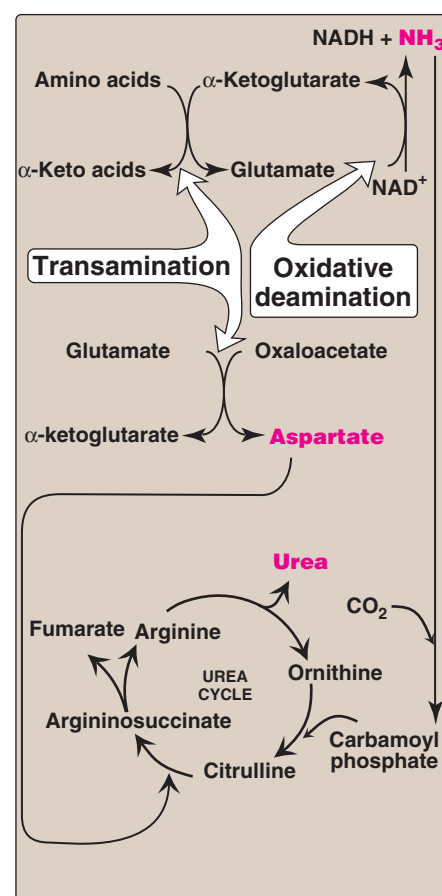 NADH + NH₃
Amino acids
α-Ketoglutarate
α-Keto acids
Glutamate
NAD⁺
Transamination
Oxidative
deamination
Glutamate
Oxaloacetate
α-ketoglutarate
Aspartate
Urea
CO₂
Fumarate
Arginine
UREA
CYCLE
Ornithine
Argininosuccinate
Citrulline
Carbamoyl
phosphate